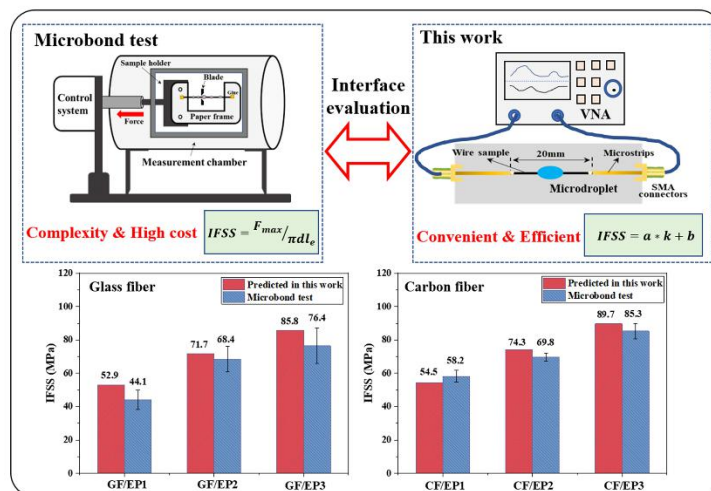 Microbond test
Sample holder
Blade
Glue
Control system
Force
Paper frame
Measurement chamber
Complexity & High cost
IFSS = Fmax/πdle
Interface evaluation
This work
VNA
Wire sample
20mm
Microstrips
Microdroplet
SMA connectors
Convenient & Efficient
IFSS = a * k + b
Glass fiber
Predicted in this work
Microbond test
IFSS (MPa)
120
100
80
60
40
20
0
52.9
44.1
71.7
68.4
85.8
76.4
GF/EP1
GF/EP2
GF/EP3
Carbon fiber
Predicted in this work
Microbond test
IFSS (MPa)
120
100
80
60
40
20
0
54.5
58.2
74.3
69.8
89.7
85.3
CF/EP1
CF/EP2
CF/EP3